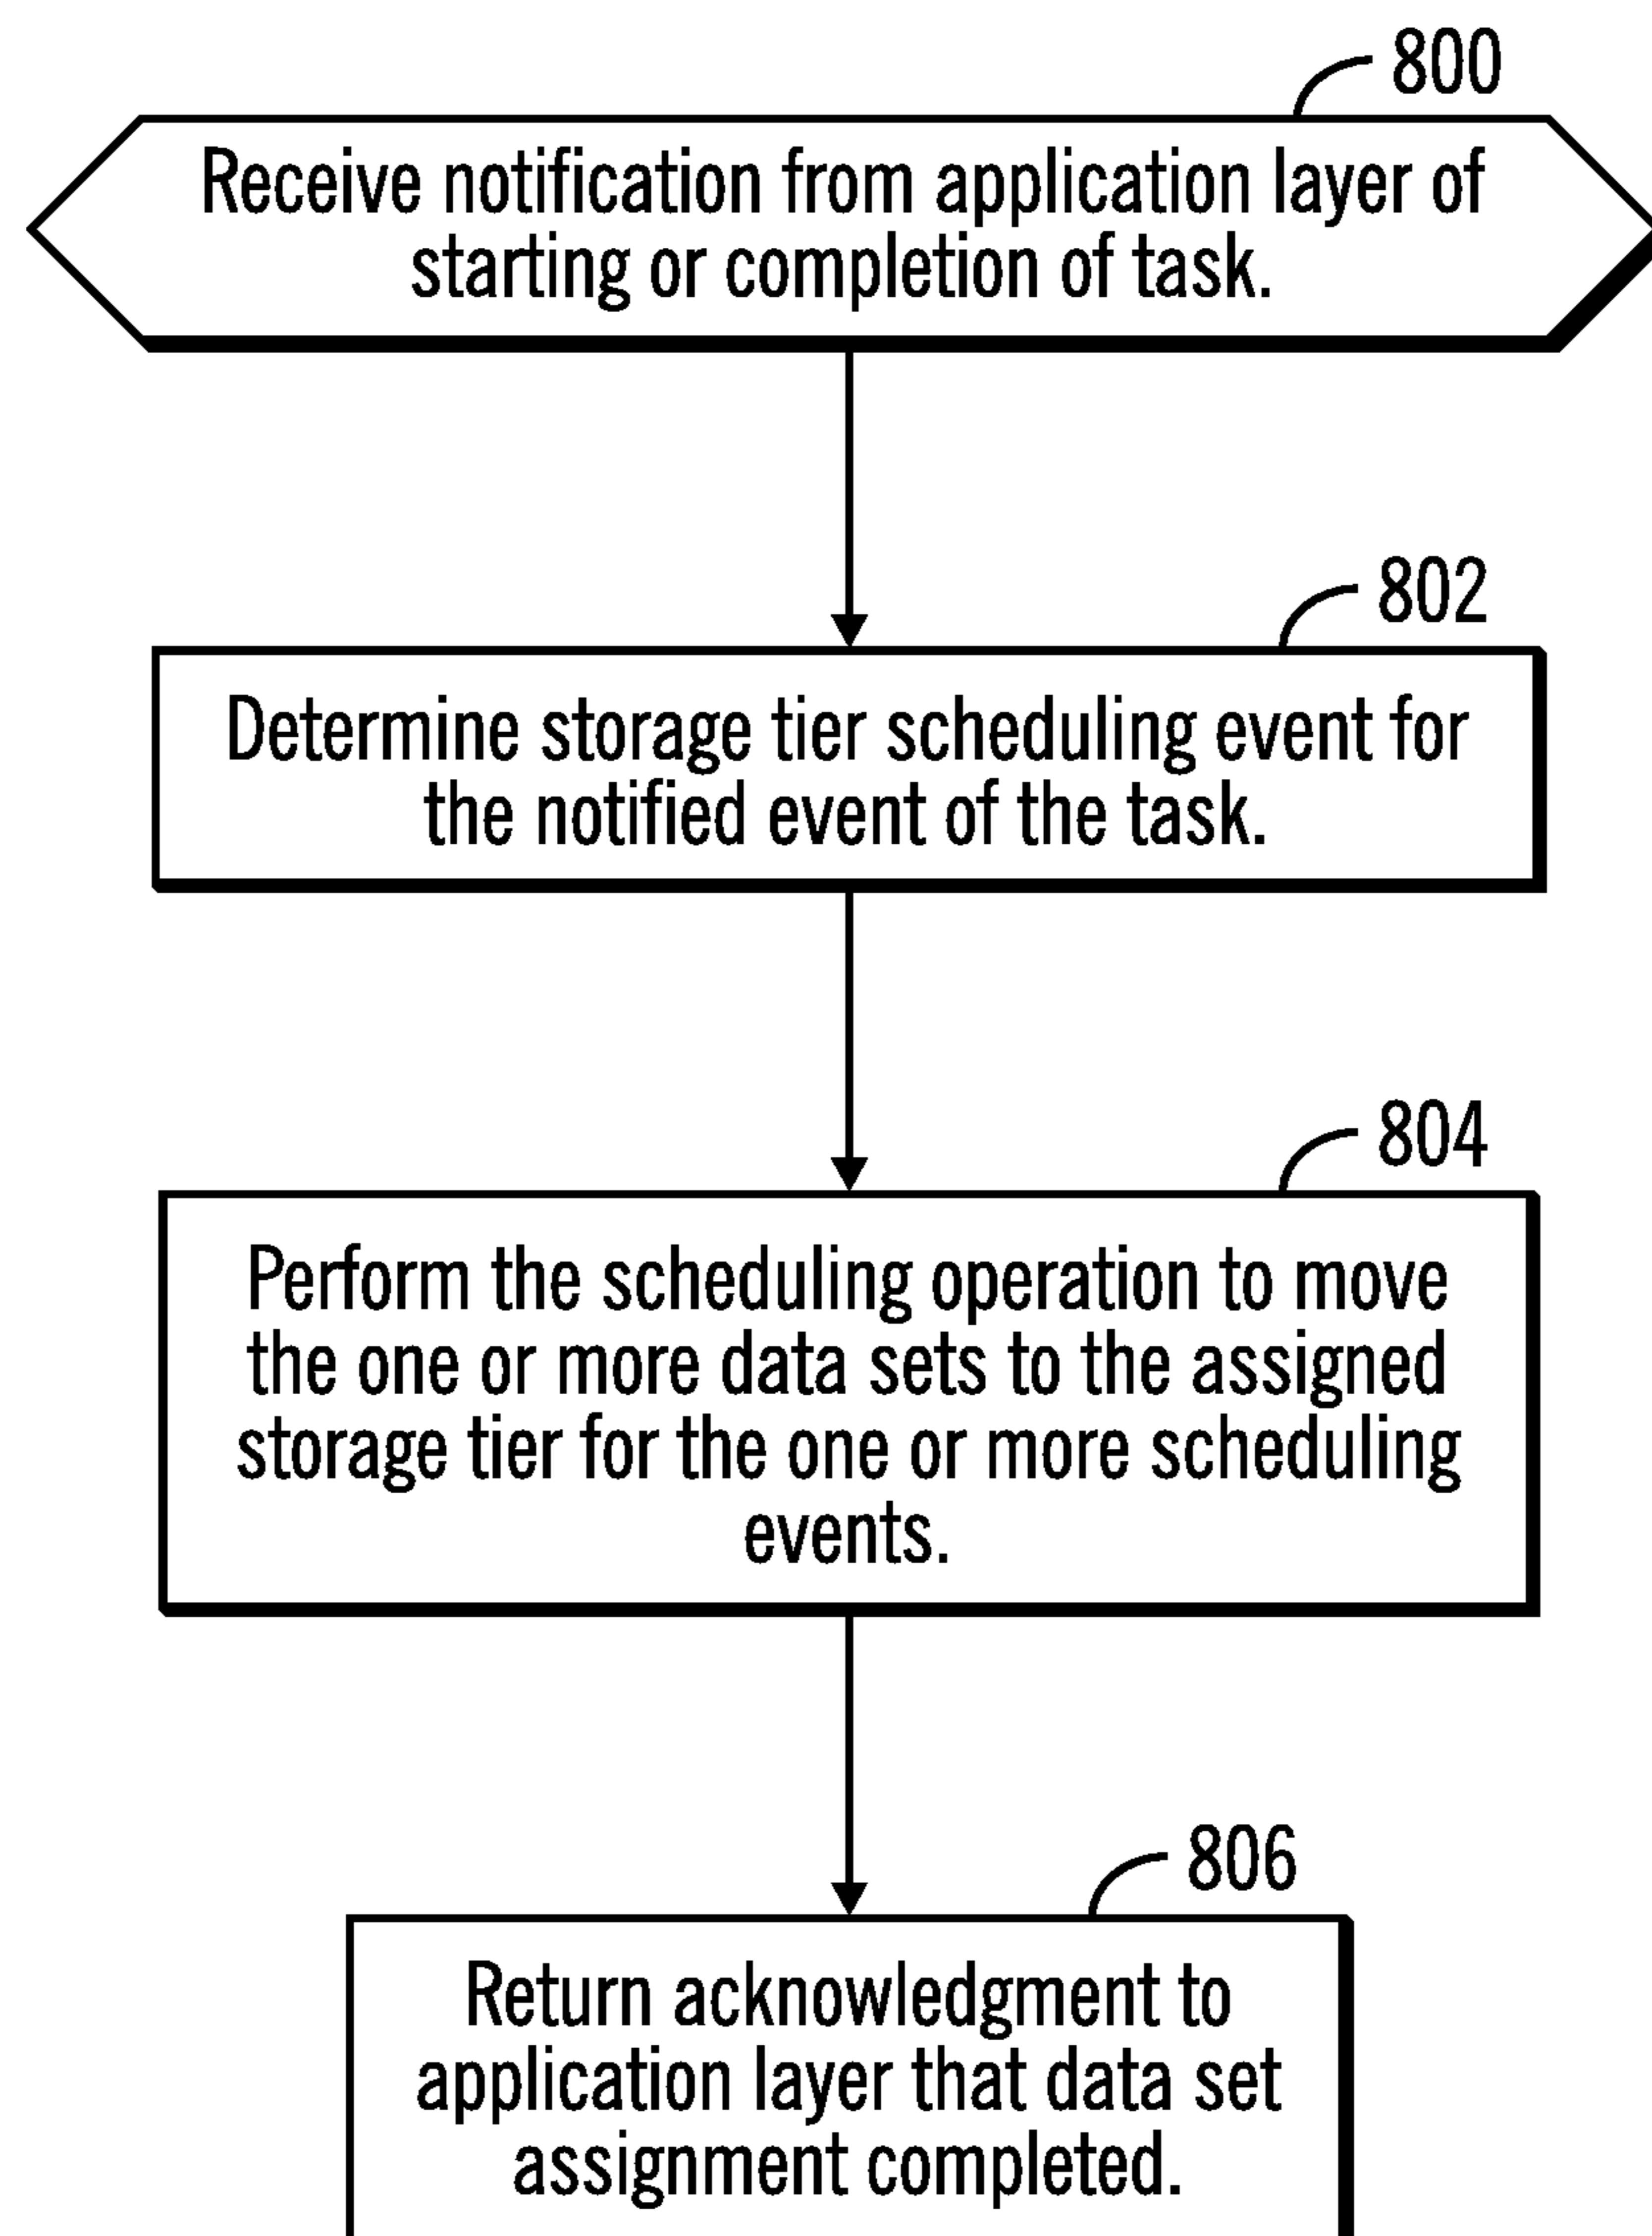 800
Receive notification from application layer of
starting or completion of task.
802
Determine storage tier scheduling event for
the notified event of the task.
804
Perform the scheduling operation to move
the one or more data sets to the assigned
storage tier for the one or more scheduling
events.
806
Return acknowledgment to
application layer that data set
assignment completed.